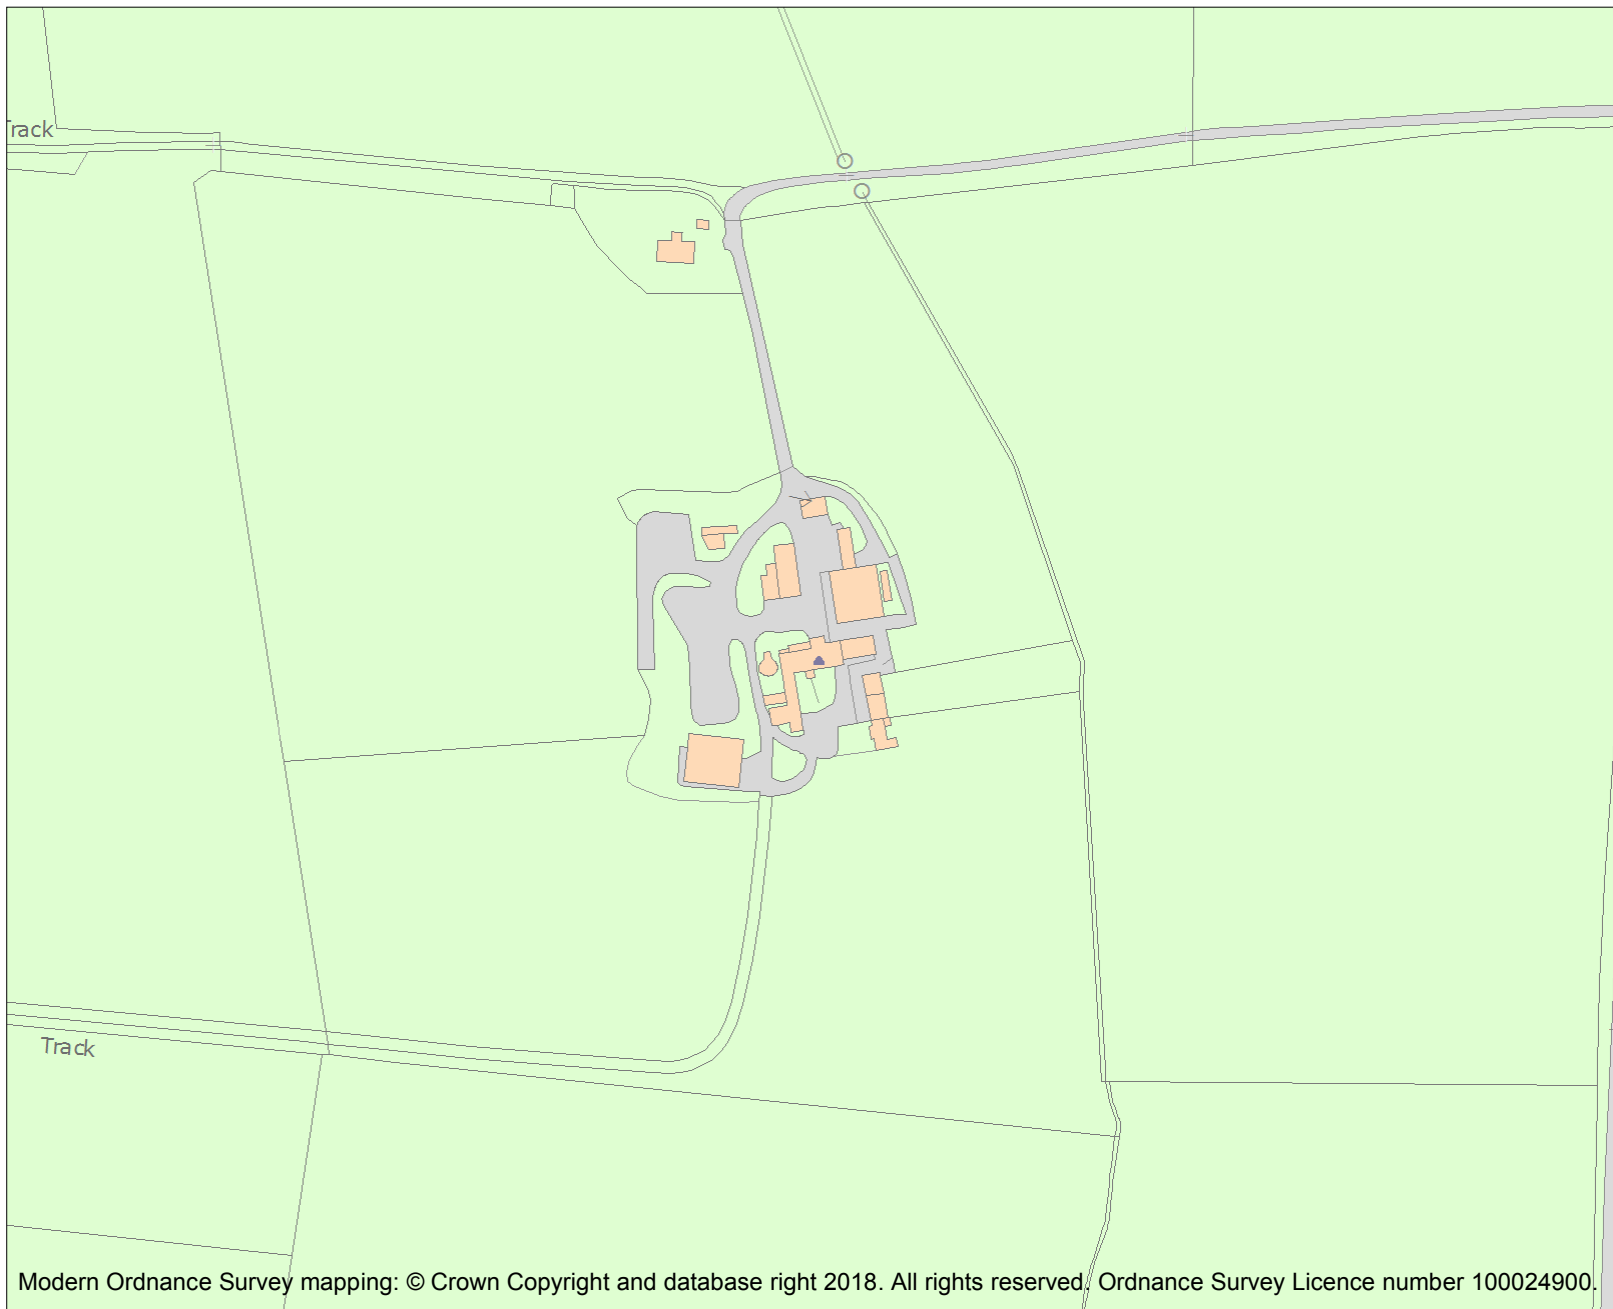 Track
Track
Modern Ordnance Survey mapping: © Crown Copyright and database right 2018. All rights reserved. Ordnance Survey Licence number 100024900.